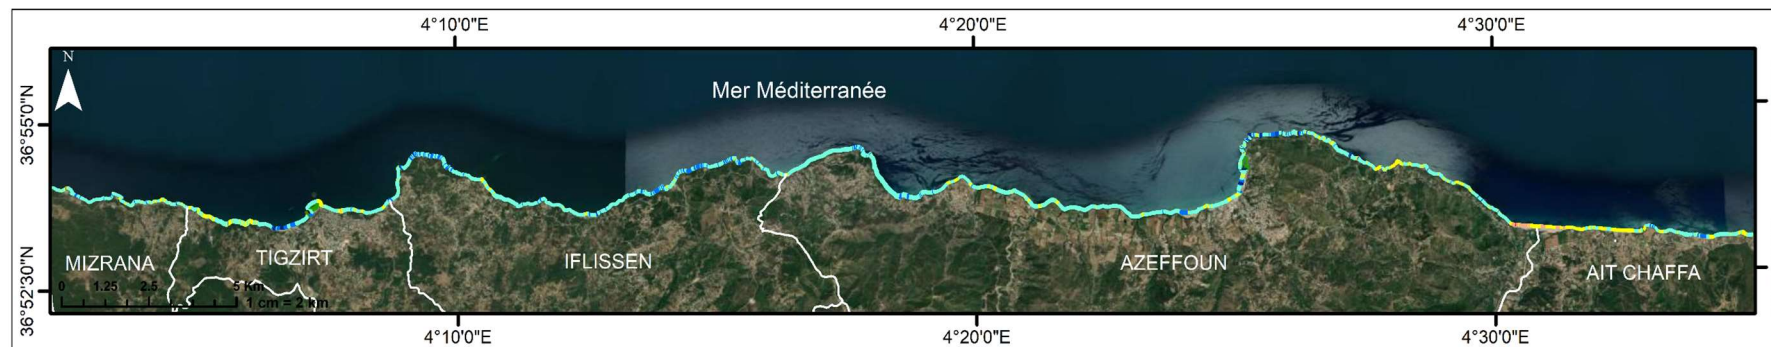 4°10'0"E 4°20'0"E 4°30'0"E
N
Mer Méditerranée
36°55'0"N
36°52'30"N
MIZRANA TIGZIRT IFLISSEN AZEFFOUN AIT CHAFFA
0 1.25 2.5 5 Km
1 cm = 2 km
4°10'0"E 4°20'0"E 4°30'0"E